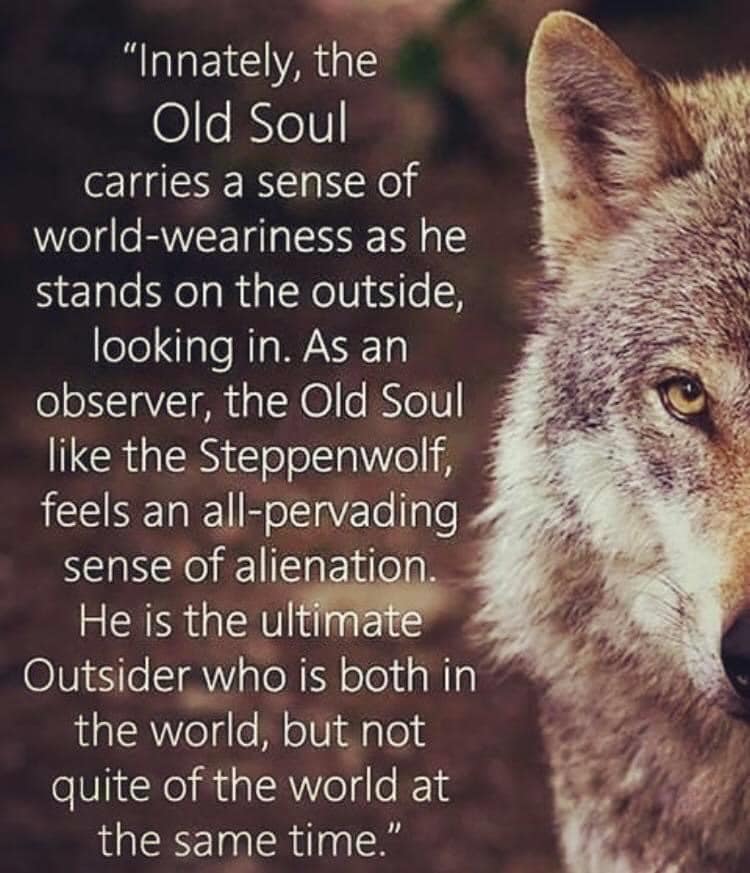 “Innately, the
Old Soul
carries a sense of
world-weariness as he
stands on the outside,
looking in. As an
observer, the Old Soul
like the Steppenwolf,
feels an all-pervading
sense of alienation.
He is the ultimate
Outsider who is both in
the world, but not
quite of the world at
the same time.”